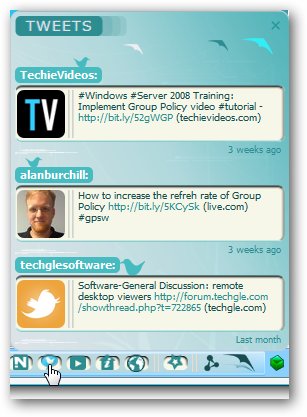 TWEETS
TechieVideos:
TV
#Windows #Server 2008 Training:
Implement Group Policy video #tutorial -
http://bit.ly/52gWGP (techievideos.com)
3 weeks ago
alanburchill:
How to increase the refreh rate of Group
Policy http://bit.ly/5KCySk (live.com)
#gpsw
3 weeks ago
techglesoftware:
Software-General Discussion: remote
desktop viewers http://forum.techgle.com
/showthread.php?t=722865 (techgle.com)
Last month
N